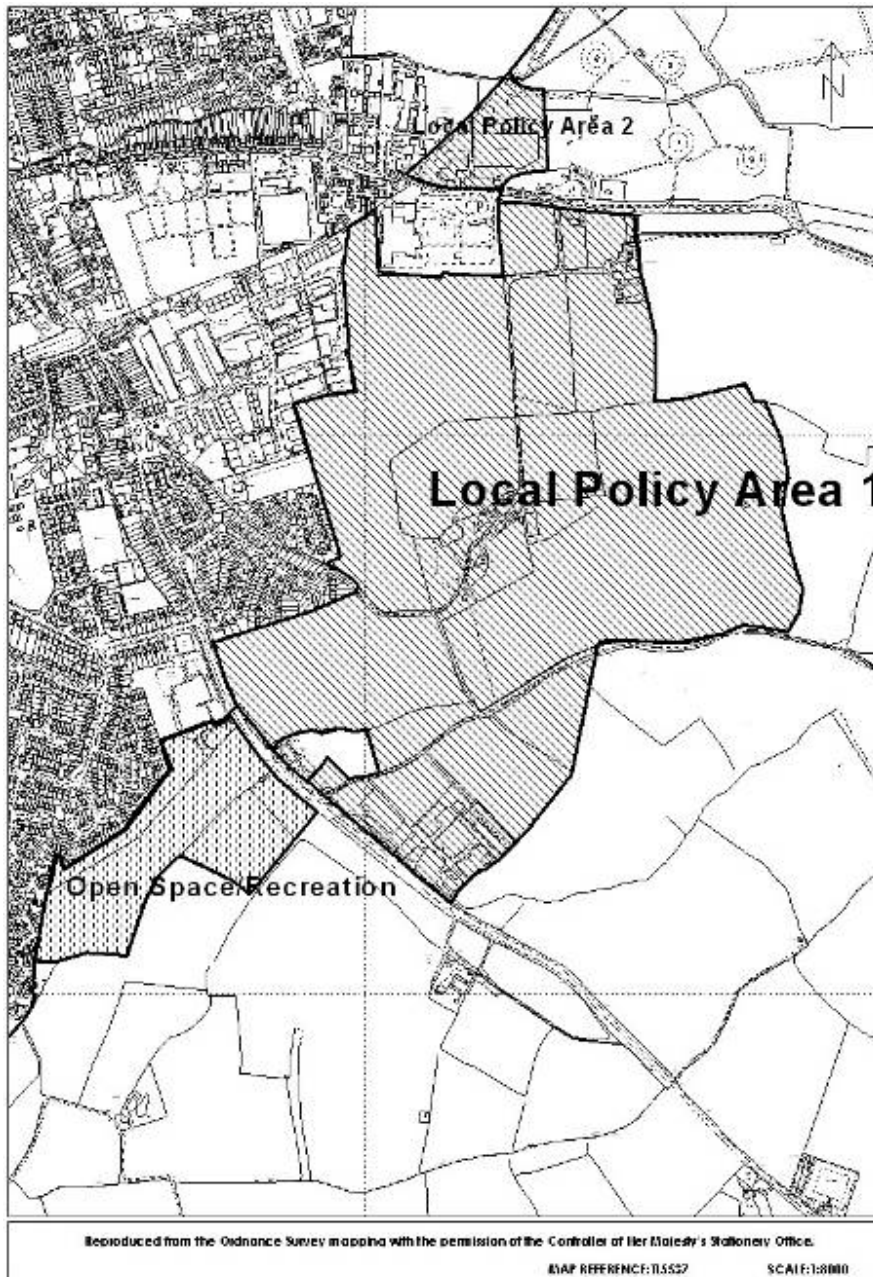 N
Local Policy Area 2
Local Policy Area 1
Open Space/Recreation
Reproduced from the Ordnance Survey mapping with the permission of the Controller of Her Majesty's Stationery Office.
MAP REFERENCE: SCALE:1:8000